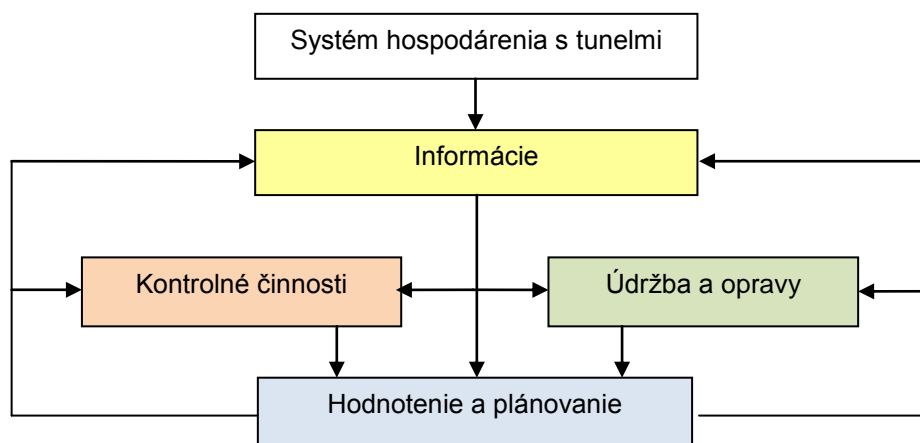 Systém hospodárenia s tunelmi
Informácie
Kontrolné činnosti
Údržba a opravy
Hodnotenie a plánovanie